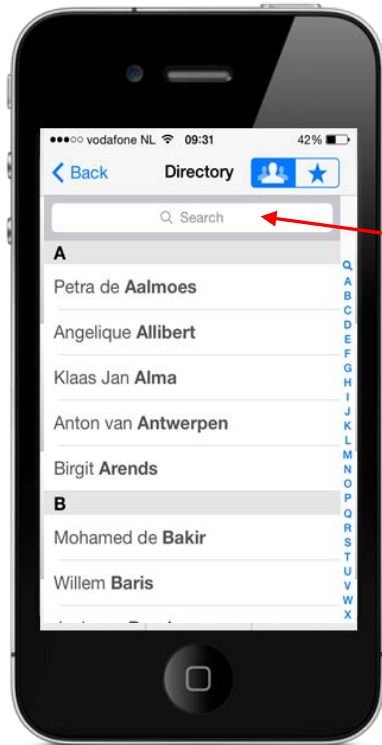 vodafone NL 09:31 42%
Back Directory
Search
A
Petra de Aalmoes
Angelique Allibert
Klaas Jan Alma
Anton van Antwerpen
Birgit Arends
B
Mohamed de Bakir
Willem Baris
A
B
C
D
E
F
G
H
I
J
K
L
M
N
O
P
Q
R
S
T
U
V
W
X